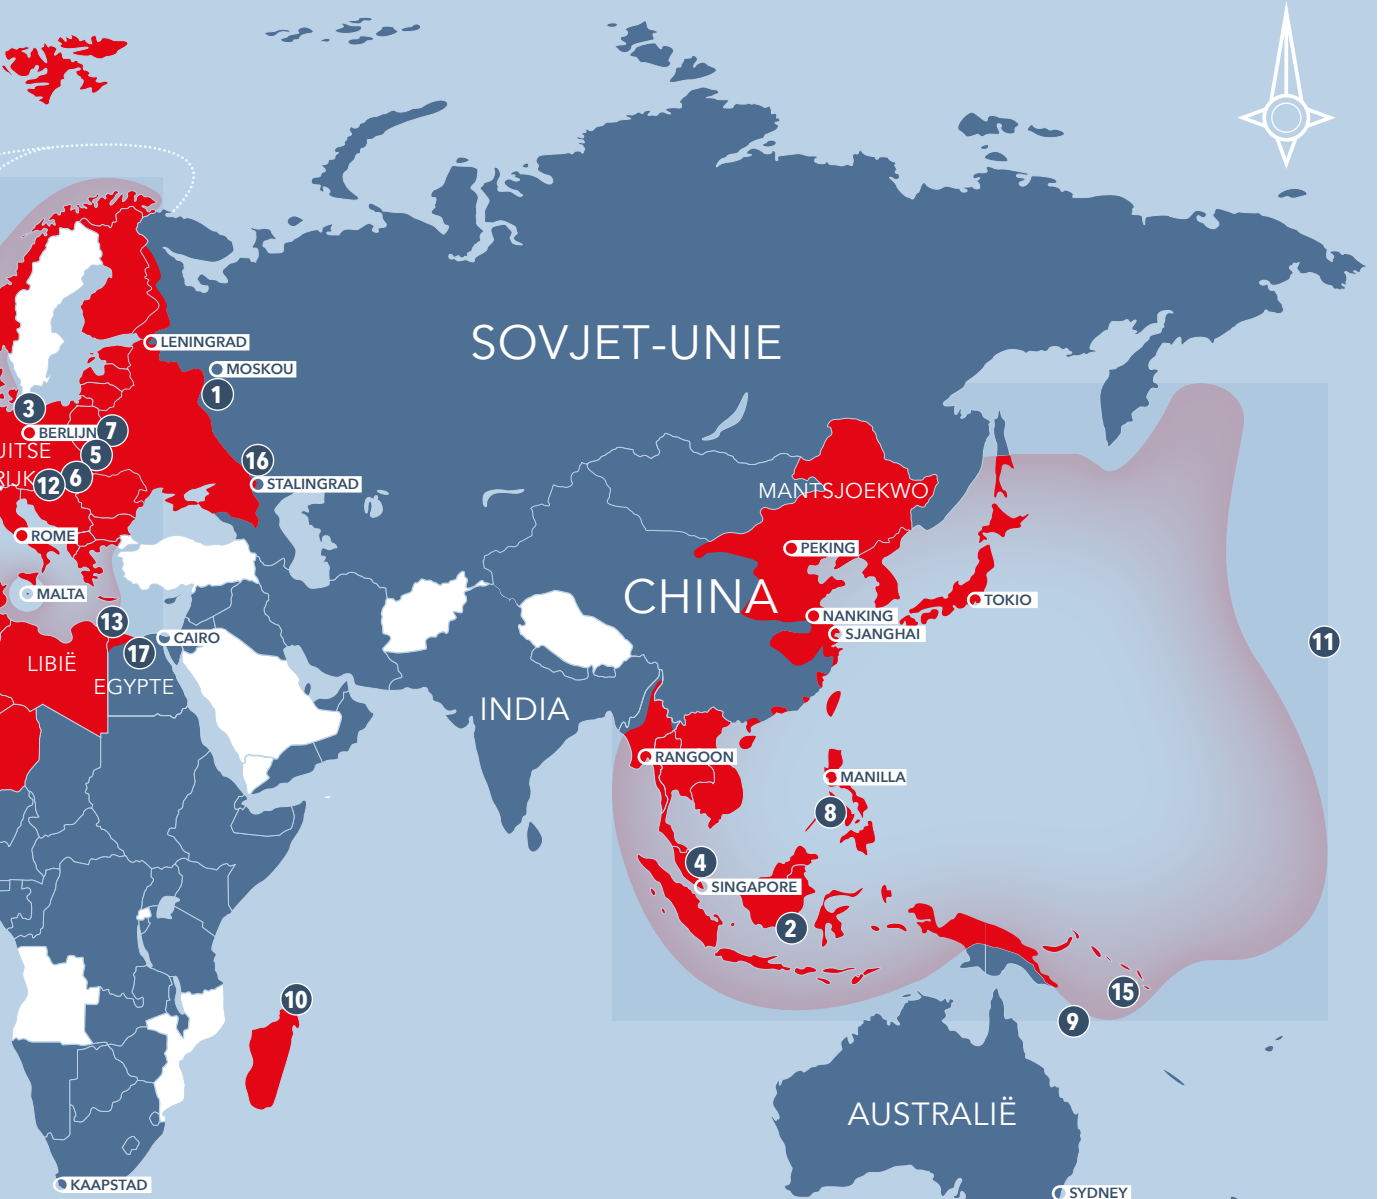 SOVJET-UNIE
LENINGRAD
MOSKOU
1
3
BERLIJN
7
UITSE
5
RIJK
12
6
16
STALINGRAD
MANTSJOEKWO
ROME
PEKING
CHINA
MALTA
TOKIO
NANKING
SJANGHAI
13
CAIRO
11
17
LIBIË
EGYPTE
INDIA
RANGOON
MANILLA
8
4
SINGAPORE
2
10
15
9
AUSTRALIË
KAAPSTAD
SYDNEY